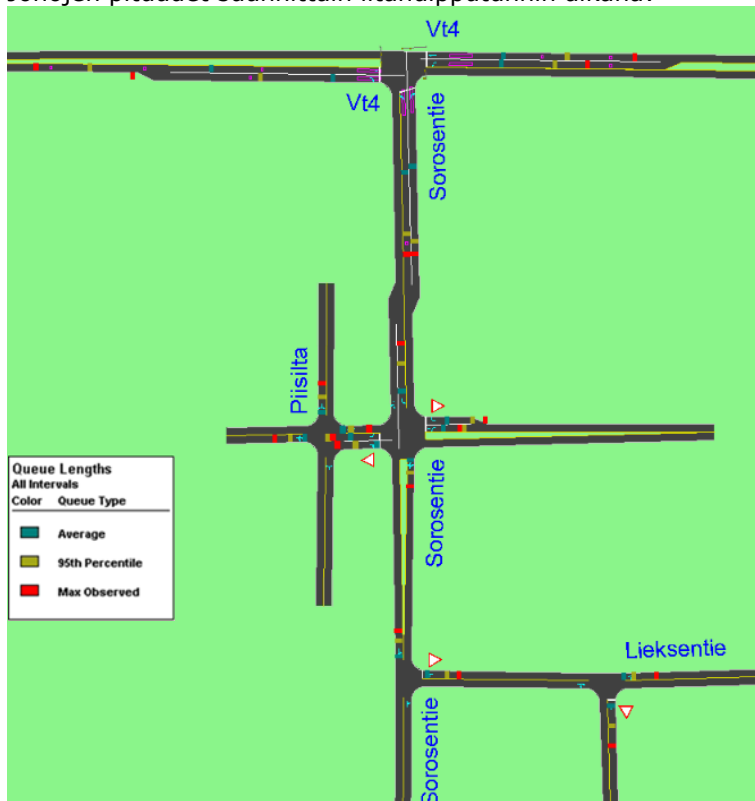 Vt4
Vt4
Sorosentie
Piisilta
Queue Lengths
All Intervals
Color Queue Type
Average
95th Percentile
Max Observed
Sorosentie
Lieksentie
Sorosentie